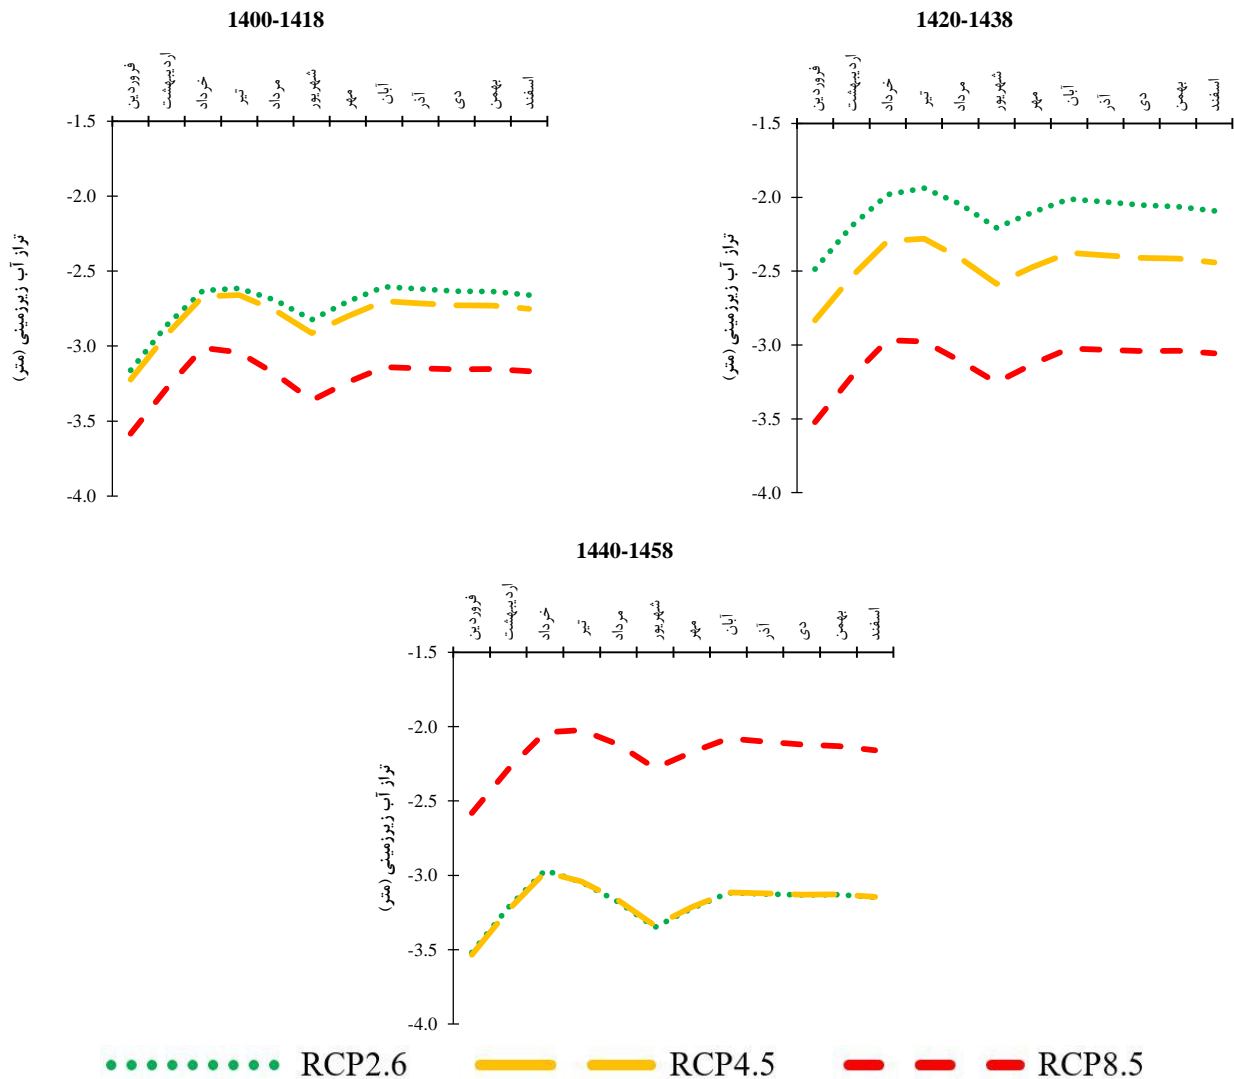 1400-1418
فروردین
اردیبهشت
خرداد
تیر
مرداد
شهریور
مهر
آبان
آذر
دی
بهمن
اسفند
-1.5
-2.0
-2.5
-3.0
-3.5
-4.0
تراز آب زیرزمینی (متر)
1420-1438
فروردین
اردیبهشت
خرداد
تیر
مرداد
شهریور
مهر
آبان
آذر
دی
بهمن
اسفند
-1.5
-2.0
-2.5
-3.0
-3.5
-4.0
تراز آب زیرزمینی (متر)
1440-1458
فروردین
اردیبهشت
خرداد
تیر
مرداد
شهریور
مهر
آبان
آذر
دی
بهمن
اسفند
-1.5
-2.0
-2.5
-3.0
-3.5
-4.0
تراز آب زیرزمینی (متر)
RCP2.6 RCP4.5 RCP8.5